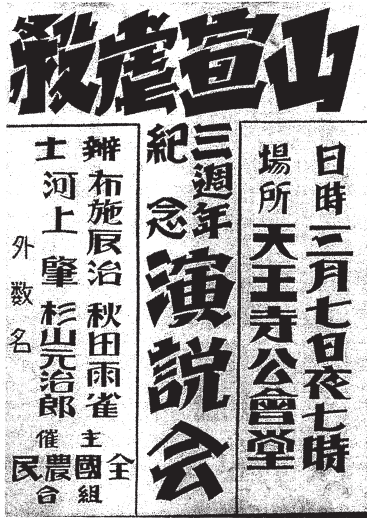 山宣虐殺
日時 三月七日夜七時
場所 天王寺公會堂
三週年
紀念
演説会
辨士
布施辰治 秋田雨雀
河上 肇 杉山元治郎
外数名
主催
全國農民組合